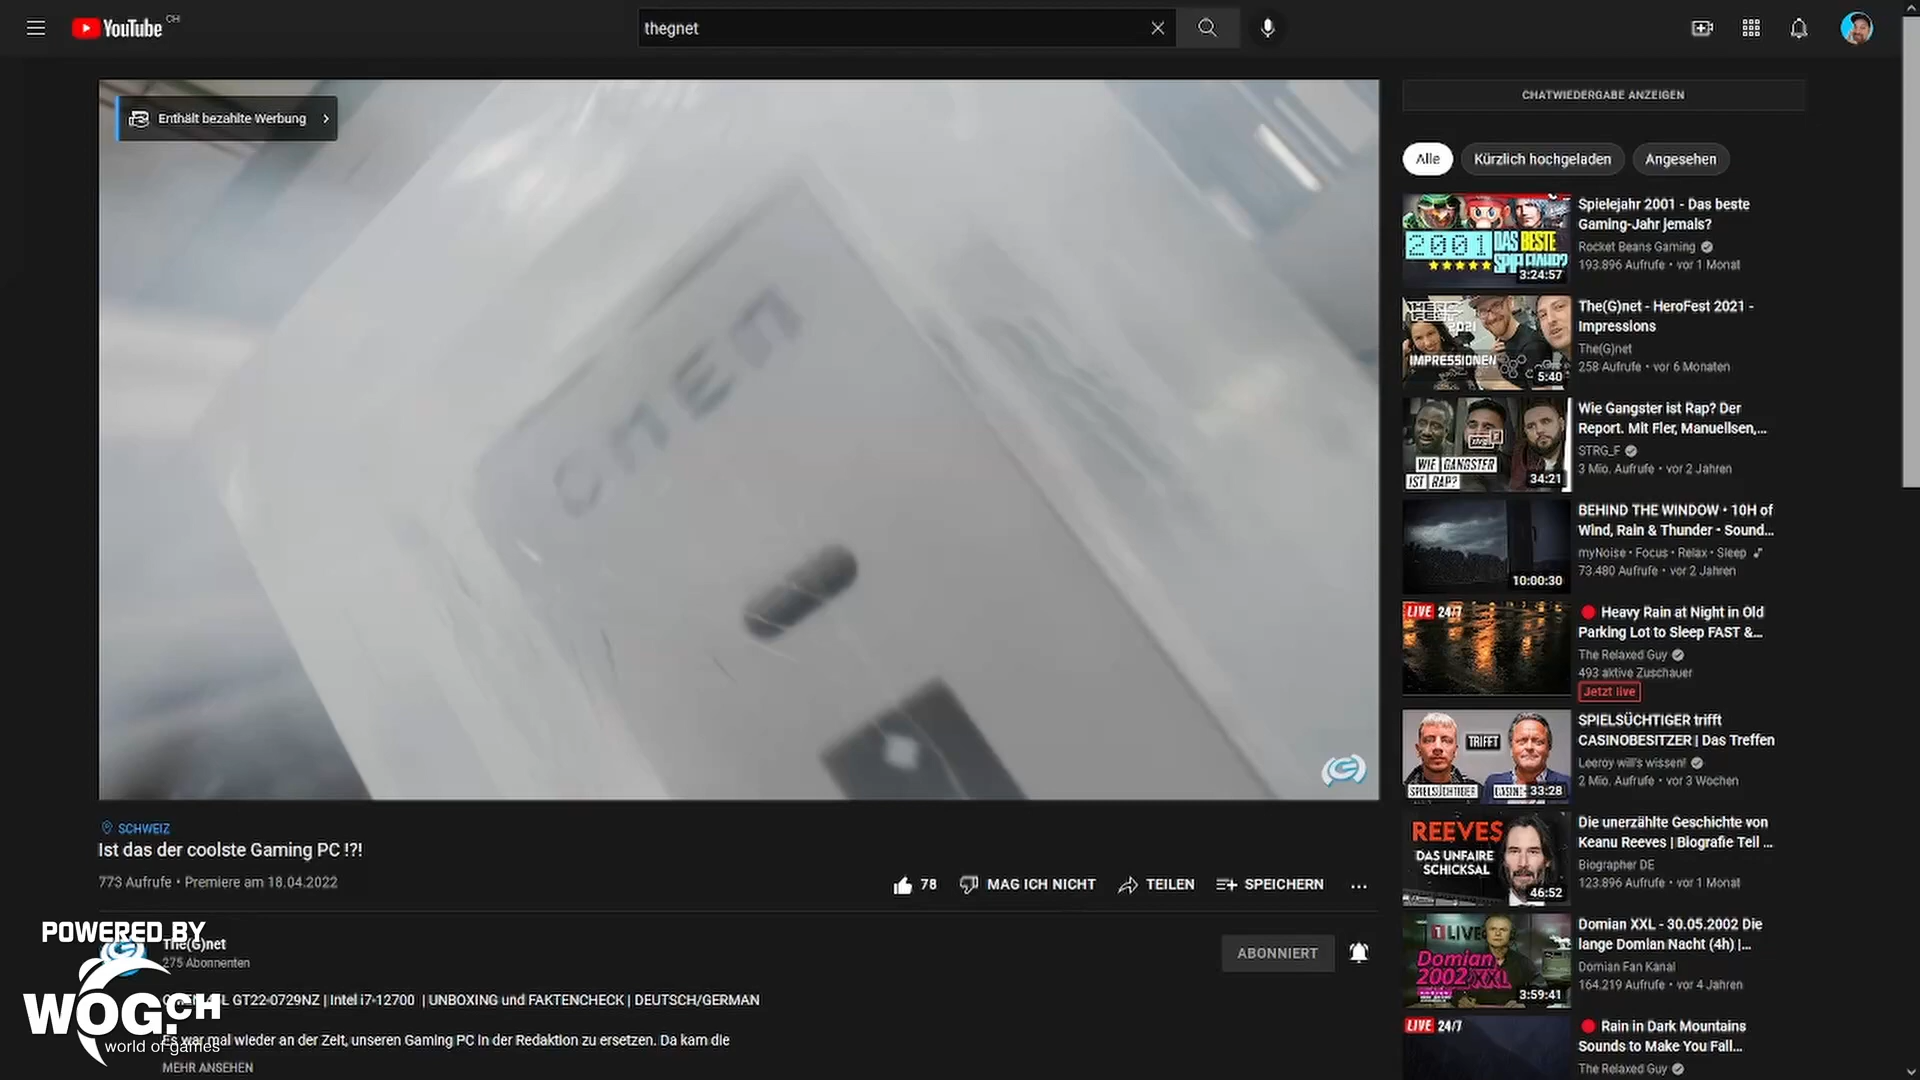 YouTube CH
thegnet
Enthält bezahlte Werbung
omen
SCHWEIZ
Ist das der coolste Gaming PC !?!
773 Aufrufe • Premiere am 18.04.2022
78
MAG ICH NICHT
TEILEN
SPEICHERN
POWERED BY
The(G)net
275 Abonnenten
ABONNIERT
WOG.CH
world of games
GT22-0729NZ | Intel i7-12700 | UNBOXING und FAKTENCHECK | DEUTSCH/GERMAN
Es war mal wieder an der Zeit, unseren Gaming PC in der Redaktion zu ersetzen. Da kam die
MEHR ANSEHEN
CHATWIEDERGABE ANZEIGEN
Alle
Kürzlich hochgeladen
Angesehen
2001 DAS BESTE
3:24:57
Spielejahr 2001 - Das beste
Gaming-Jahr jemals?
Rocket Beans Gaming
193.896 Aufrufe • vor 1 Monat
2021
IMPRESSIONEN
5:40
The(G)net - HeroFest 2021 -
Impressions
The(G)net
258 Aufrufe • vor 6 Monaten
WIE GANGSTER
IST RAP?
34:21
Wie Gangster ist Rap? Der
Report. Mit Fler, Manuellsen,...
STRG_F
3 Mio. Aufrufe • vor 2 Jahren
10:00:30
BEHIND THE WINDOW • 10H of
Wind, Rain & Thunder • Sound...
myNoise • Focus • Relax • Sleep
73.480 Aufrufe • vor 2 Jahren
LIVE 24/7
Heavy Rain at Night in Old
Parking Lot to Sleep FAST &...
The Relaxed Guy
493 aktive Zuschauer
Jetzt live
TRIFFT
SPIELSÜCHTIGER
33:28
SPIELSÜCHTIGER trifft
CASINOBESITZER | Das Treffen
Leeroy will's wissen!
2 Mio. Aufrufe • vor 3 Wochen
REEVES
DAS UNFAIRE
SCHICKSAL
46:52
Die unerzählte Geschichte von
Keanu Reeves | Biografie Tell ...
Biographer DE
123.896 Aufrufe • vor 1 Monat
1LIVE
Domian
2002 XXL
3:59:41
Domian XXL - 30.05.2002 Die
lange Domian Nacht (4h) |...
Domian Fan Kanal
164.219 Aufrufe • vor 4 Jahren
LIVE 24/7
Rain in Dark Mountains
Sounds to Make You Fall...
The Relaxed Guy